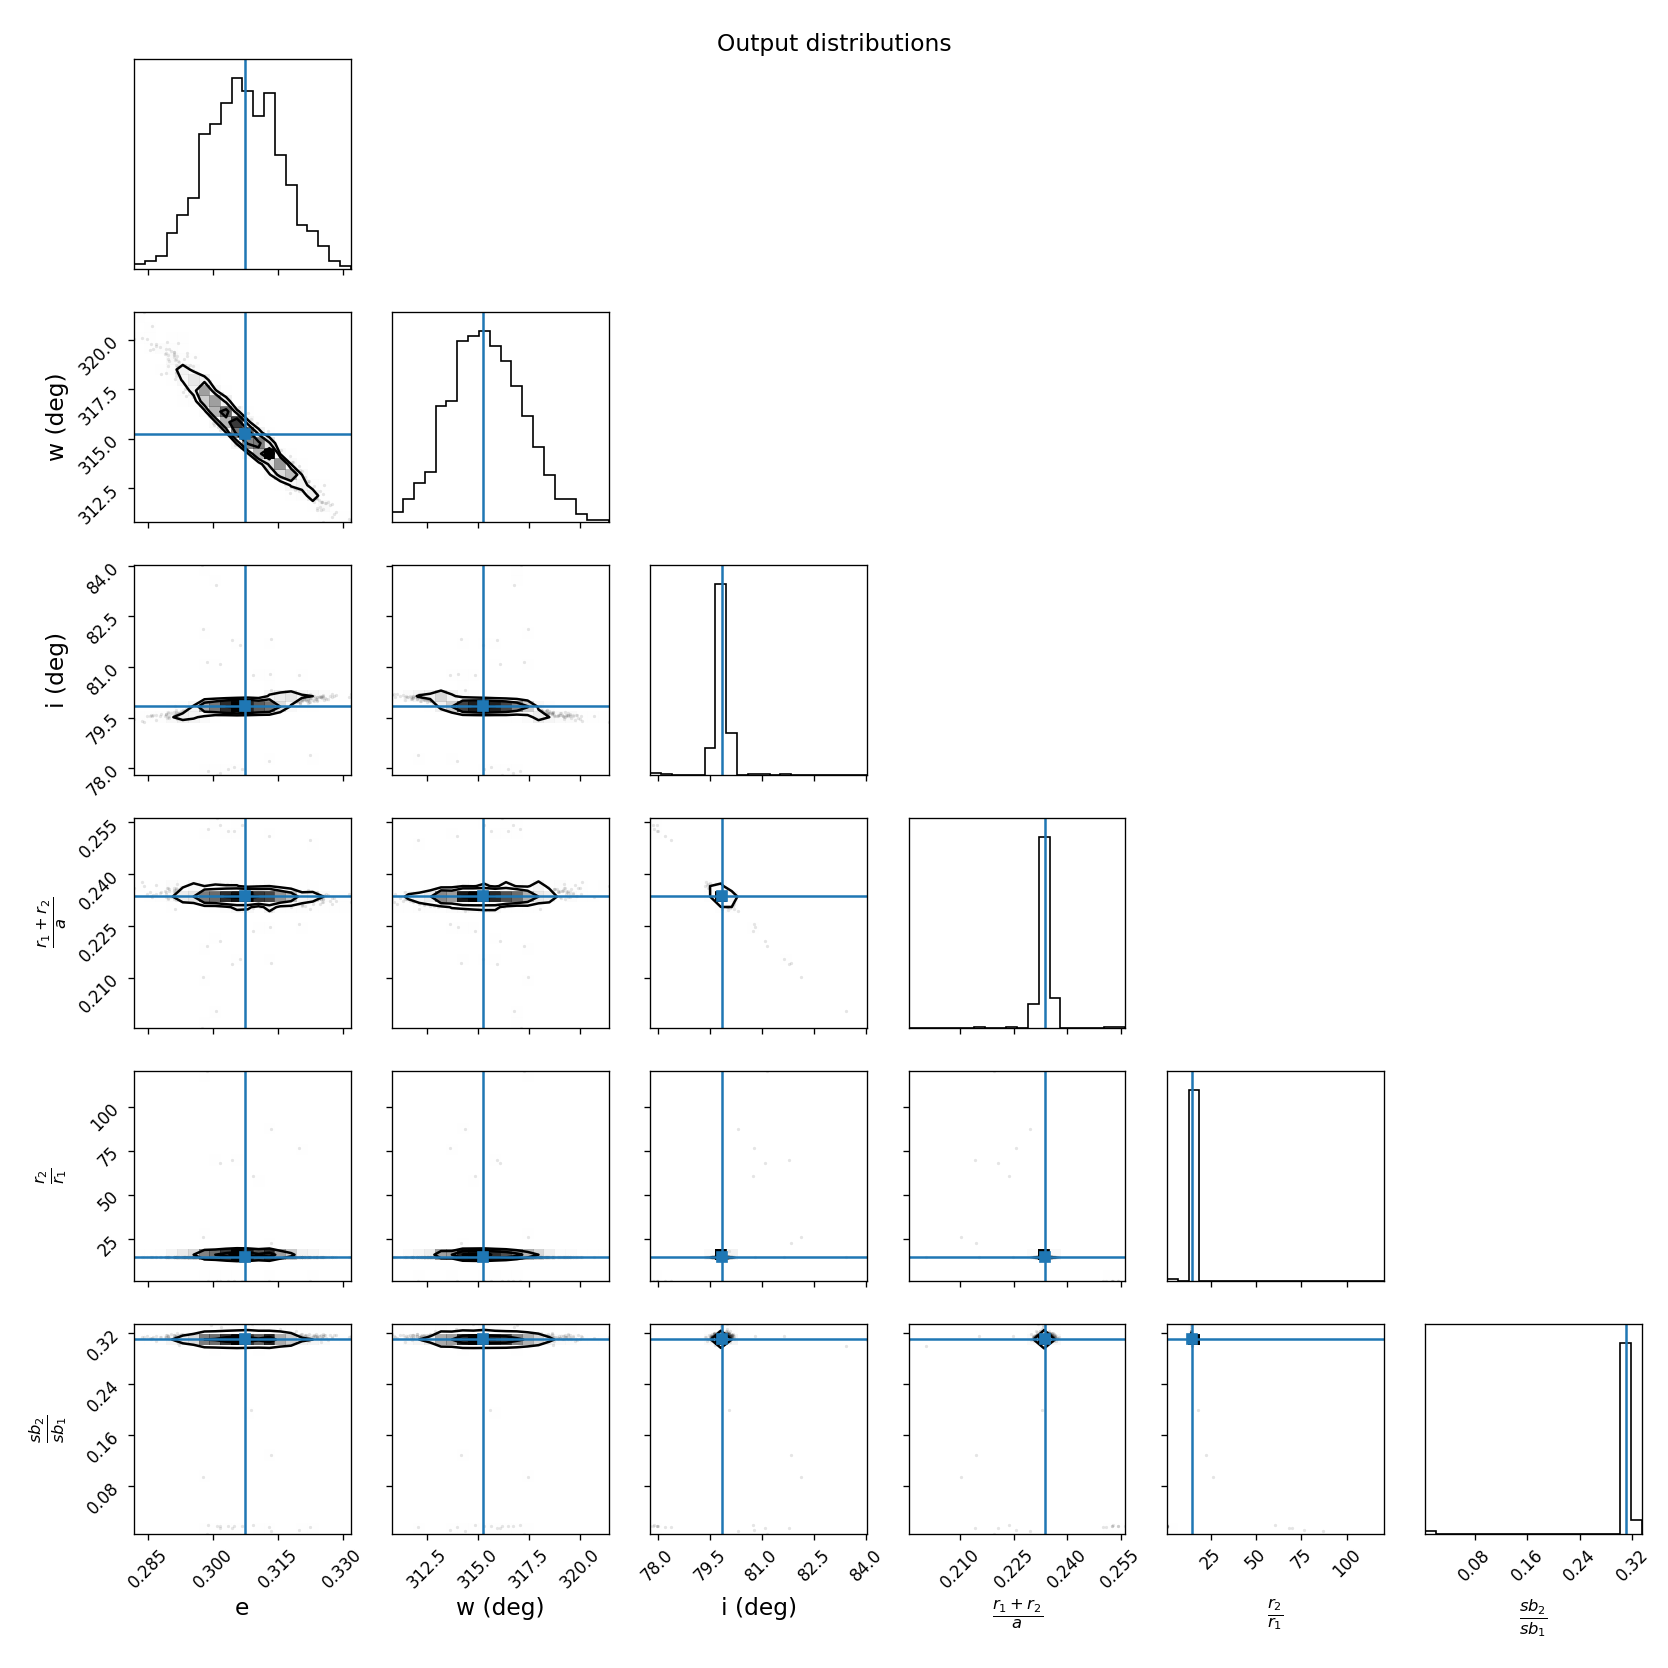 Output distributions
w (deg)
320.0
317.5
315.0
312.5
i (deg)
84.0
82.5
81.0
79.5
78.0
r₁ + r₂
a
0.255
0.240
0.225
0.210
r₂
r₁
100
75
50
25
sb₂
sb₁
0.32
0.24
0.16
0.08
0.285 0.300 0.315 0.330 312.5 315.0 317.5 320.0 78.0 79.5 81.0 82.5 84.0 0.210 0.225 0.240 0.255 25 50 75 100 0.08 0.16 0.24 0.32
e w (deg) i (deg)
r₁ + r₂
a
r₂
r₁
sb₂
sb₁